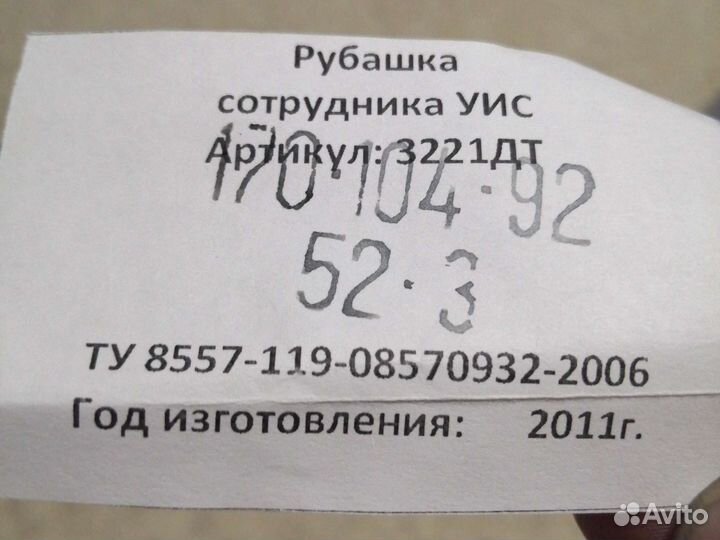 Рубашка
сотрудника УИС
Артикул: 3221ДТ
170·104·92
52·3
ТУ 8557-119-08570932-2006
Год изготовления: 2011г.
Avito